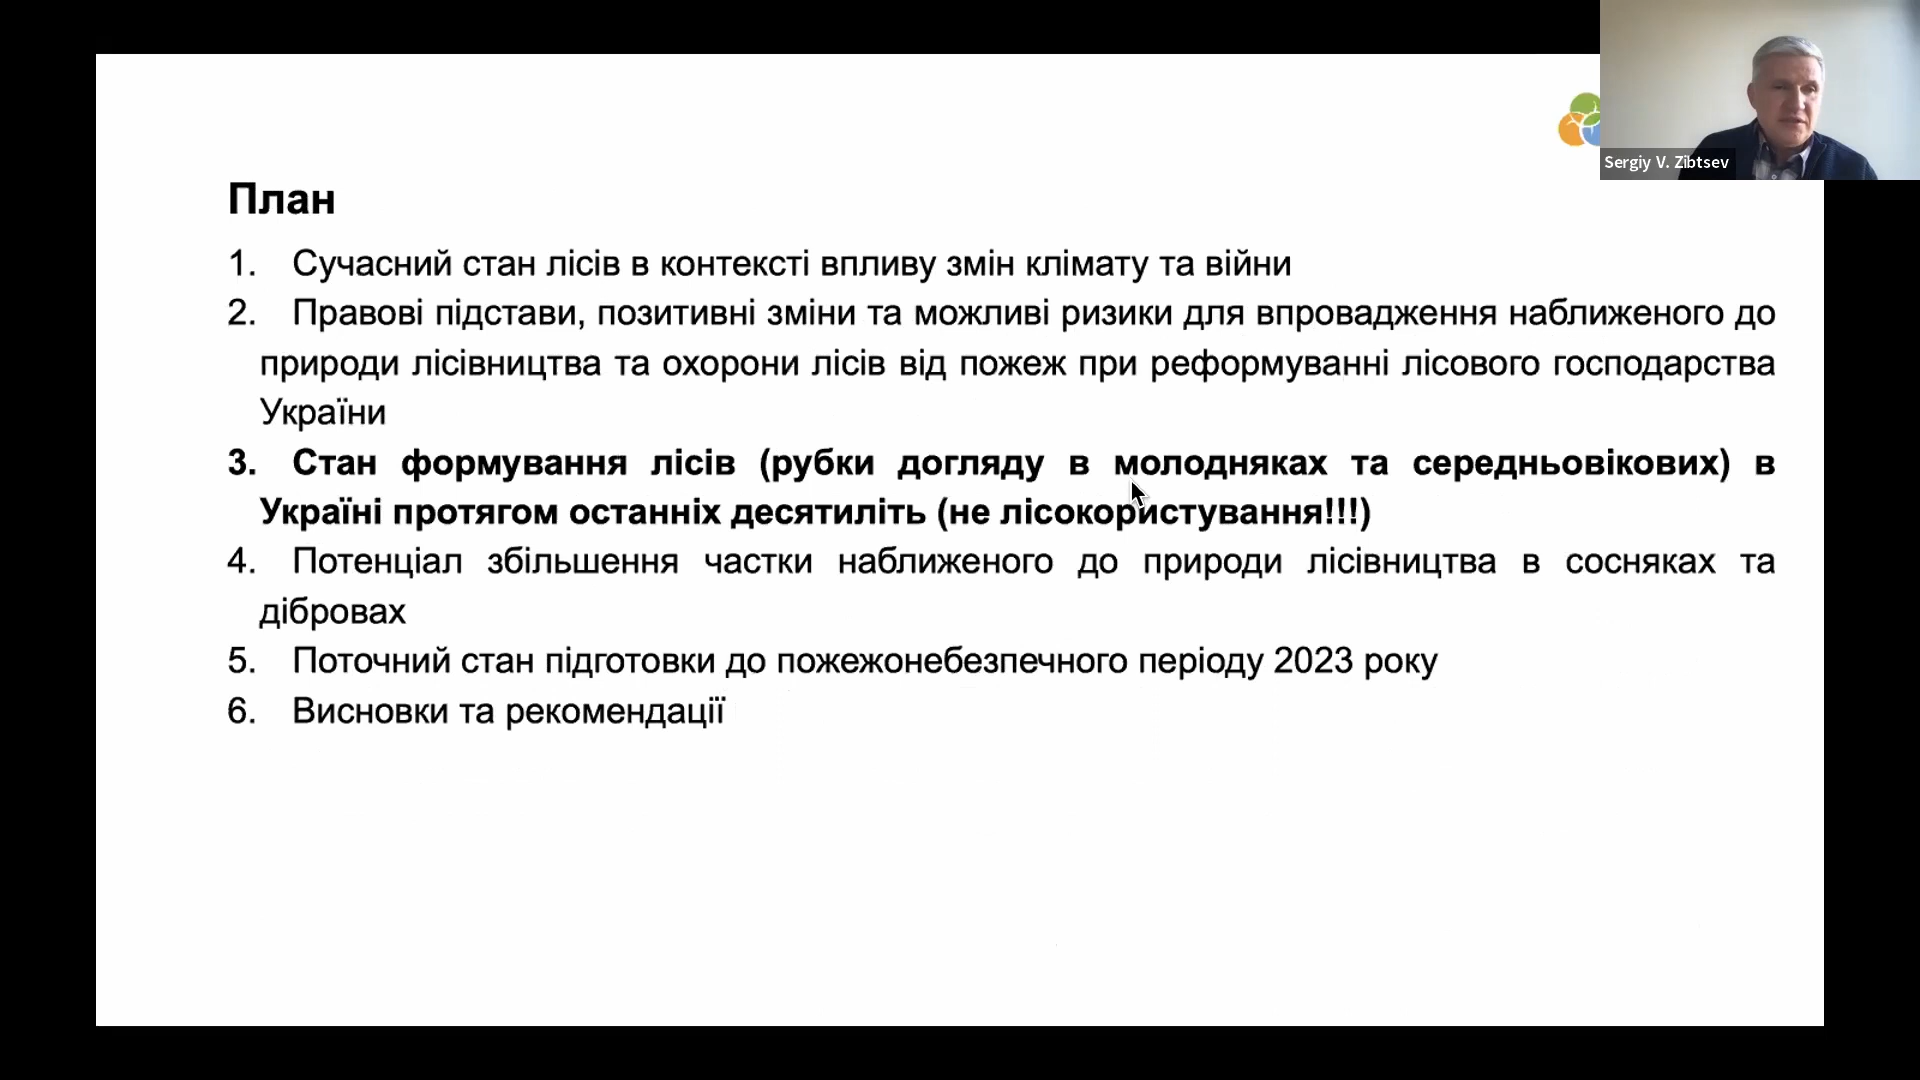 Sergiy V. Zibtsev
План
1. Сучасний стан лісів в контексті впливу змін клімату та війни
2. Правові підстави, позитивні зміни та можливі ризики для впровадження наближеного до
природи лісівництва та охорони лісів від пожеж при реформуванні лісового господарства
України
3. Стан формування лісів (рубки догляду в молодняках та середньовікових) в
Україні протягом останніх десятиліть (не лісокористування!!!)
4. Потенціал збільшення частки наближеного до природи лісівництва в сосняках та
дібровах
5. Поточний стан підготовки до пожежонебезпечного періоду 2023 року
6. Висновки та рекомендації